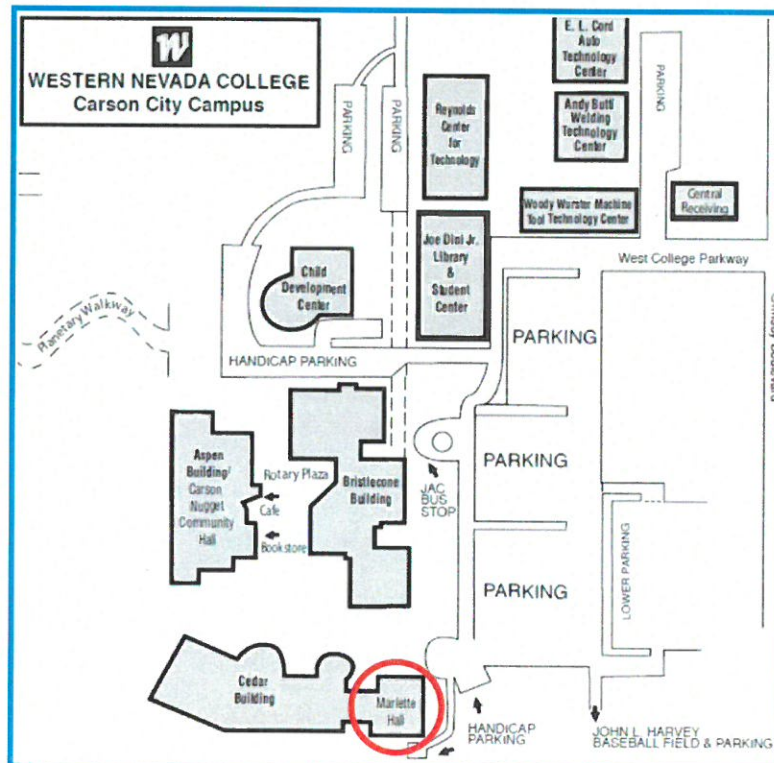 WESTERN NEVADA COLLEGE
Carson City Campus
E. L. Cord
Auto
Technology
Center
Andy Butti
Welding
Technology
Center
PARKING
PARKING
PARKING
Reynolds
Center
for
Technology
Woody Wurster Machine
Tool Technology Center
Central
Receiving
Joe Dini Jr.
Library
&
Student
Center
West College Parkway
Child
Development
Center
Planetary Walkway
HANDICAP PARKING
PARKING
Aspen
Building/
Carson
Nugget
Community
Hall
Rotary Plaza
Cafe
Bookstore
Bristlecone
Building
JAC
BUS
STOP
PARKING
PARKING
LOWER PARKING
Cedar
Building
Marlette
Hall
HANDICAP
PARKING
JOHN L. HARVEY
BASEBALL FIELD & PARKING